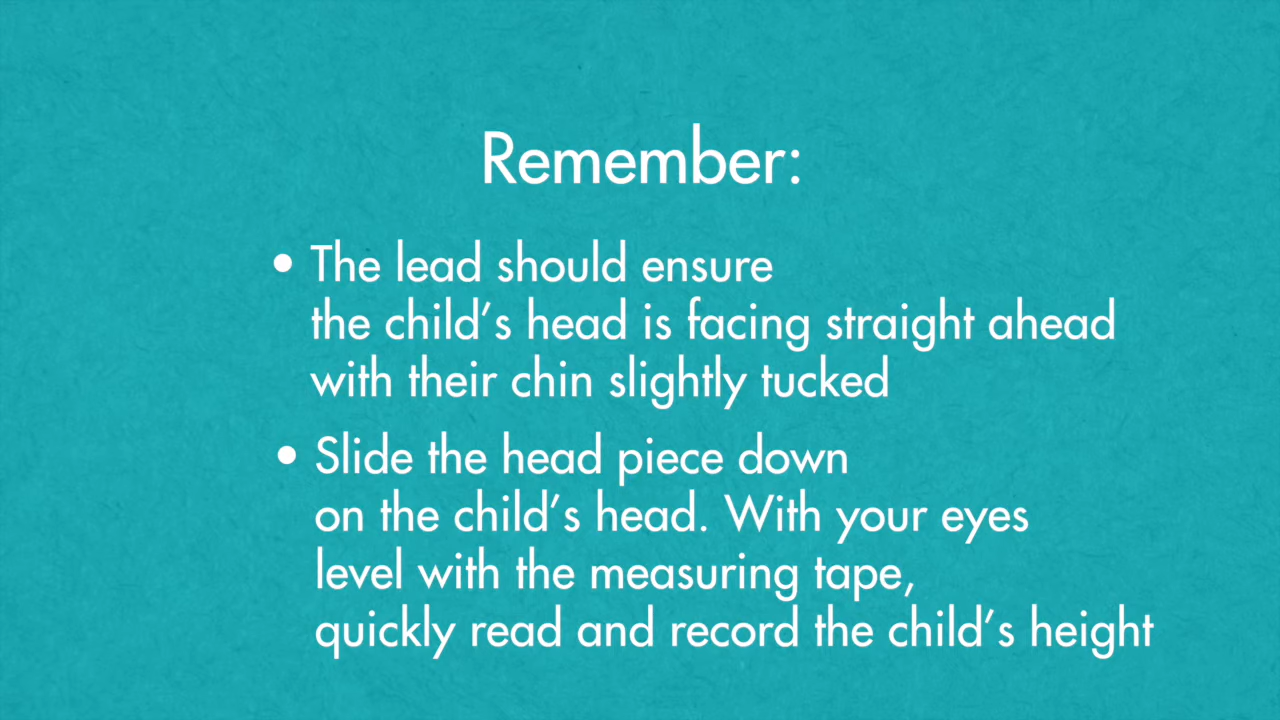 Remember:
• The lead should ensure
the child’s head is facing straight ahead
with their chin slightly tucked
• Slide the head piece down
on the child’s head. With your eyes
level with the measuring tape,
quickly read and record the child’s height